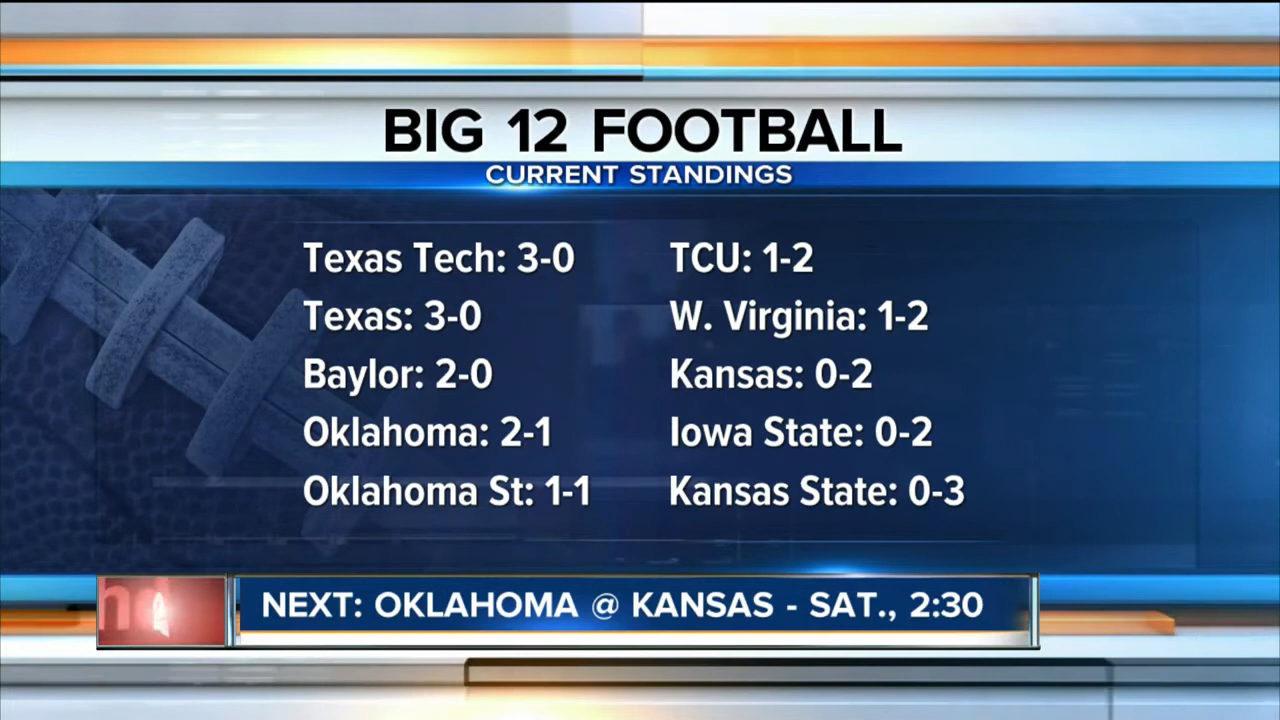 BIG 12 FOOTBALL
CURRENT STANDINGS
Texas Tech: 3-0
Texas: 3-0
Baylor: 2-0
Oklahoma: 2-1
Oklahoma St: 1-1
TCU: 1-2
W. Virginia: 1-2
Kansas: 0-2
Iowa State: 0-2
Kansas State: 0-3
NEXT: OKLAHOMA @ KANSAS - SAT., 2:30